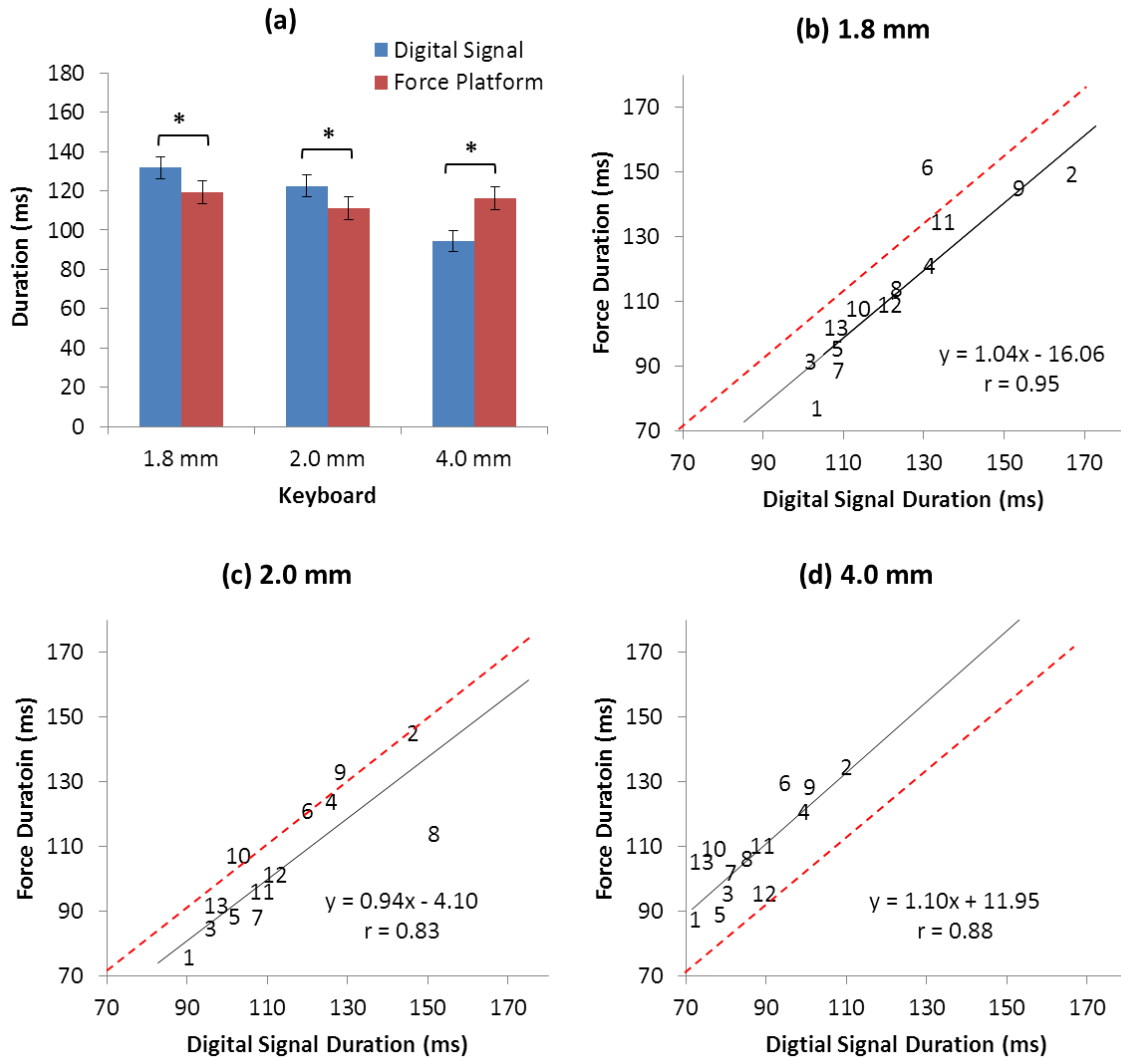 (a)
Digital Signal
Force Platform
180
160
140
120
100
80
60
40
20
0
*
*
*
Duration (ms)
1.8 mm 2.0 mm 4.0 mm
Keyboard
(b) 1.8 mm
170
150
130
110
90
70
Force Duration (ms)
6
2
9
11
4
8
12
10
13
5
3
7
1
y = 1.04x - 16.06
r = 0.95
70 90 110 130 150 170
Digital Signal Duration (ms)
(c) 2.0 mm
170
150
130
110
90
70
Force Duratoin (ms)
2
9
4
6
8
10
12
11
13
5
7
3
1
y = 0.94x - 4.10
r = 0.83
70 90 110 130 150 170
Digital Signal Duration (ms)
(d) 4.0 mm
170
150
130
110
90
70
Force Duration (ms)
2
6
9
4
10
11
13
8
7
3
12
5
1
y = 1.10x + 11.95
r = 0.88
70 90 110 130 150 170
Digtial Signal Duration (ms)